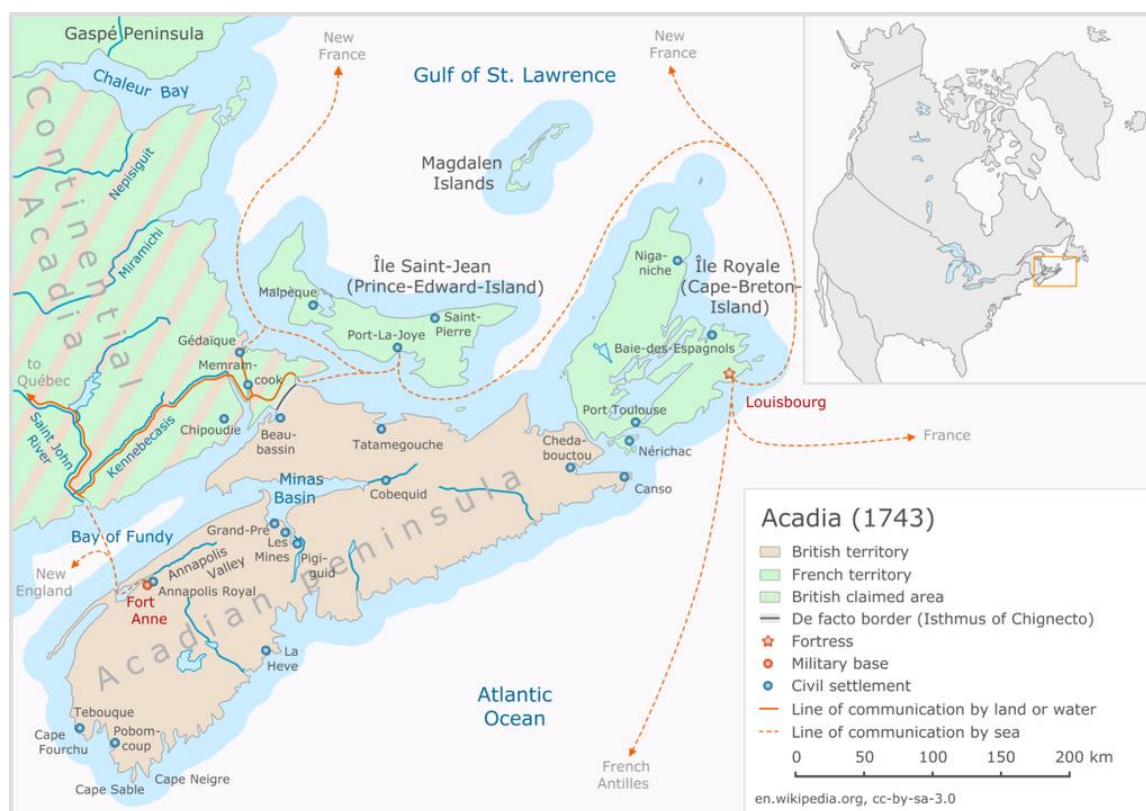 Gaspé Peninsula
Chaleur Bay
New
France
Gulf of St. Lawrence
New
France
Magdalen
Islands
Continental
Acadia
Nepisiguit
Miramichi
Île Saint-Jean
(Prince-Edward-Island)
Malpèque
Saint-
Pierre
Port-La-Joye
Niga-
niche
Île Royale
(Cape-Breton-
Island)
Baie-des-Espagnols
Louisbourg
Port Toulouse
Nérichac
Gédaïque
Memram-
cook
to
Québec
Chipoudie
Saint John
River
Kennebecasis
Beau-
bassin
Tatamegouche
Cheda-
bouctou
Canso
France
Minas
Basin
Cobequid
Bay of Fundy
Grand-Pré
Les
Mines
Pigi-
guid
New
England
Annapolis
Valley
Annapolis Royal
Fort
Anne
Acadian peninsula
La
Heve
Atlantic
Ocean
Tebouque
Cape
Fourchu
Pobom-
coup
Cape Neigre
Cape Sable
French
Antilles
Acadia (1743)
British territory
French territory
British claimed area
De facto border (Isthmus of Chignecto)
Fortress
Military base
Civil settlement
Line of communication by land or water
Line of communication by sea
0 50 100 150 200 km
en.wikipedia.org, cc-by-sa-3.0